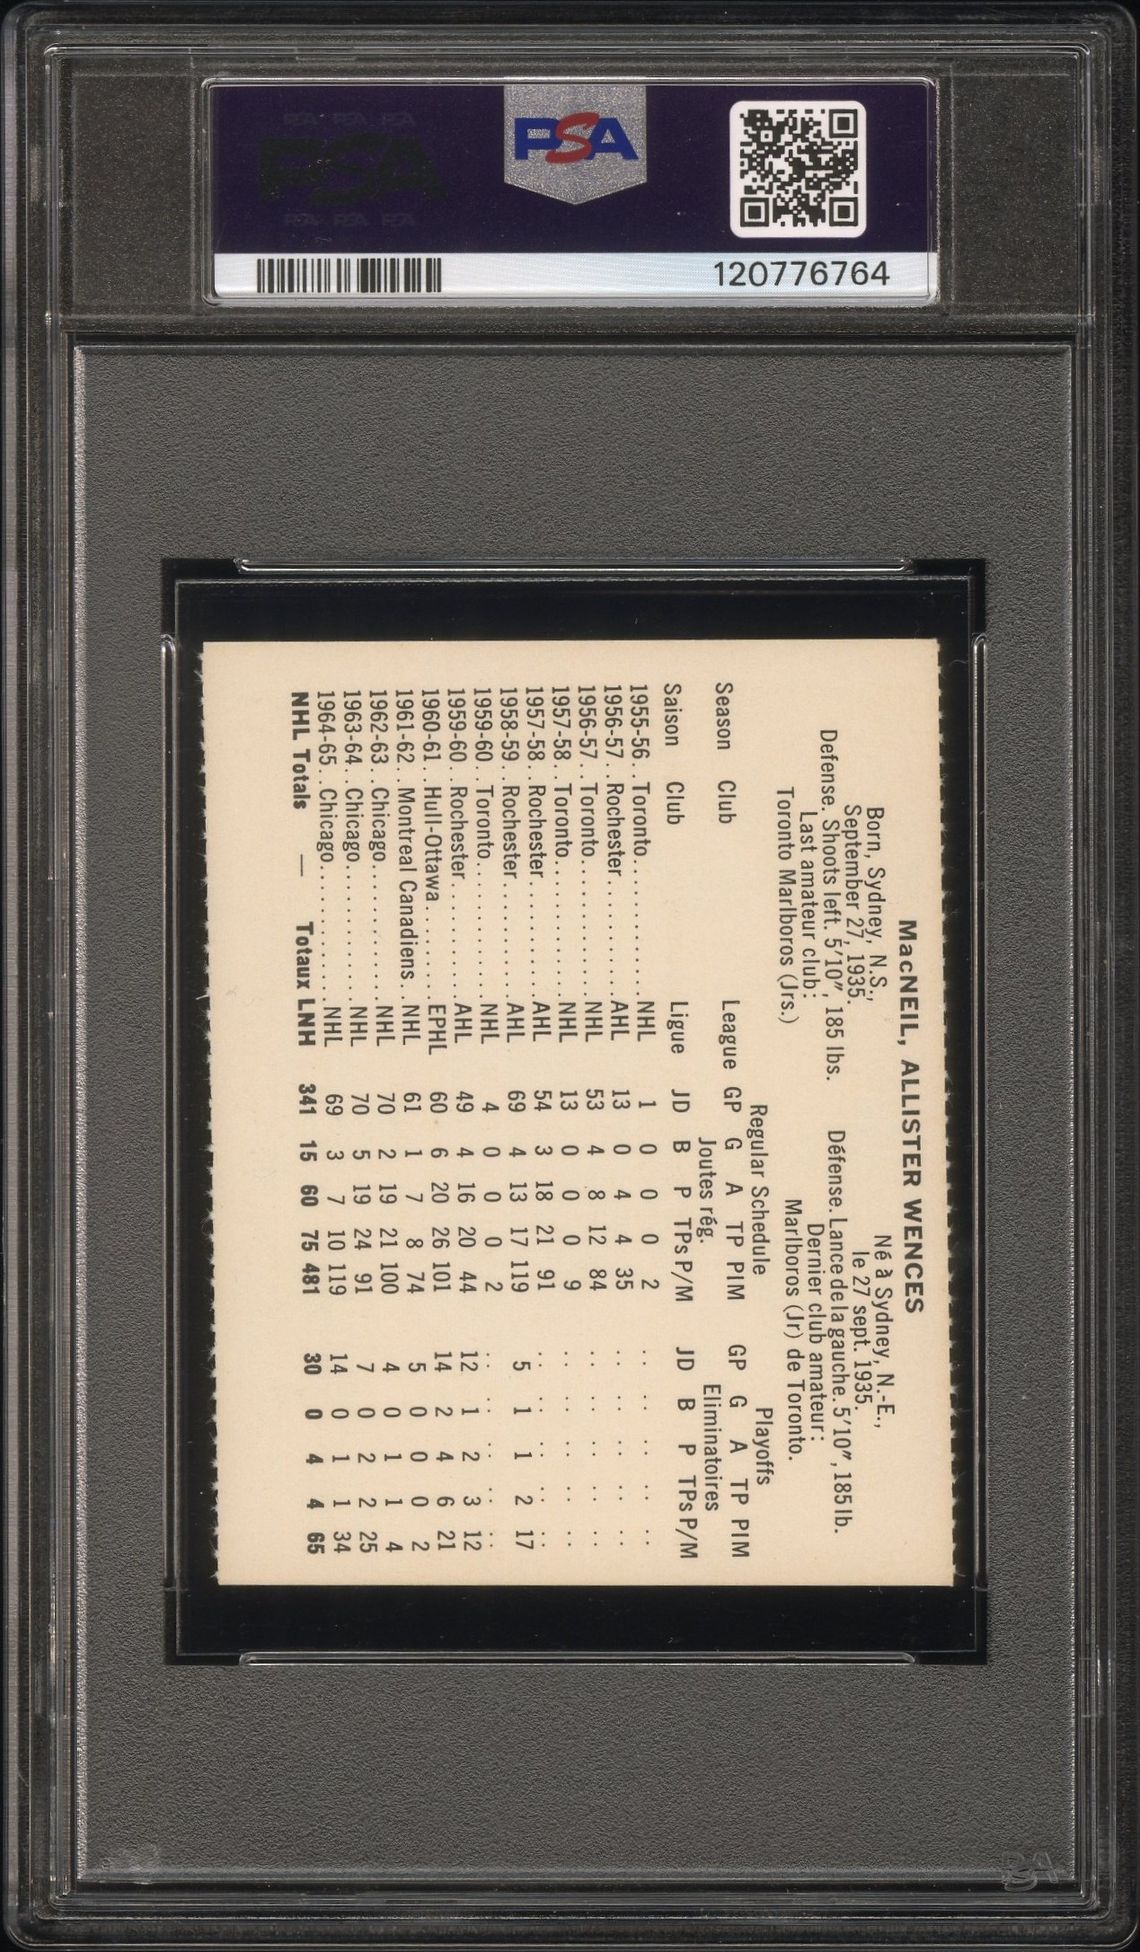 PSA
120776764
MacNEIL, ALLISTER WENCES
Born, Sydney, N.S.,
September 27, 1935.
Defense. Shoots left. 5'10", 185 lbs.
Last amateur club:
Toronto Marlboros (Jrs.)
Né à Sydney, N.-E.,
le 27 sept. 1935.
Défense. Lance de la gauche. 5'10", 185 lb.
Dernier club amateur:
Marlboros (Jr) de Toronto.
Regular Schedule Playoffs
Season Club League GP G A TP PIM GP G A TP PIM
Joutes rég. Eliminatoires
Saison Club Ligue JD B P TPs P/M JD B P TPs P/M
1955-56..Toronto..........NHL 1 0 0 0 2 .. .. .. .. ..
1956-57..Rochester..........AHL 13 0 4 4 35 .. .. .. .. ..
1956-57..Toronto..........NHL 53 4 8 12 84 .. .. .. .. ..
1957-58..Toronto..........NHL 13 0 0 0 9 .. .. .. .. ..
1957-58..Rochester..........AHL 54 3 18 21 91 .. .. .. .. ..
1958-59..Rochester..........AHL 69 4 13 17 119 5 1 1 2 17
1959-60..Toronto..........NHL 4 0 0 0 2 .. .. .. .. ..
1959-60..Rochester..........AHL 49 4 16 20 44 12 1 2 3 12
1960-61..Hull-Ottawa.......EPHL 60 6 20 26 101 14 2 4 6 21
1961-62..Montreal Canadiens..NHL 61 1 7 8 74 5 0 0 0 2
1962-63..Chicago..........NHL 70 2 19 21 100 4 0 1 1 4
1963-64..Chicago..........NHL 70 5 19 24 91 7 0 2 2 25
1964-65..Chicago..........NHL 69 3 7 10 119 14 0 1 1 34
NHL Totals — Totaux LNH 341 15 60 75 481 30 0 4 4 65
PSA